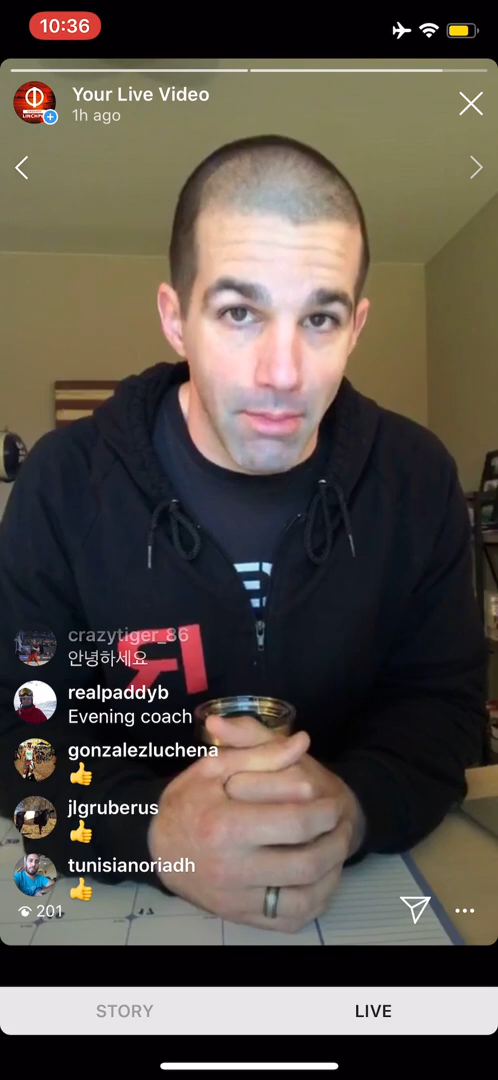 10:36
Your Live Video
1h ago
crazytiger_86
안녕하세요
realpaddyb
Evening coach
gonzalezluchena
👍
jlgruberus
👍
tunisianoriadh
👍
201
STORY
LIVE